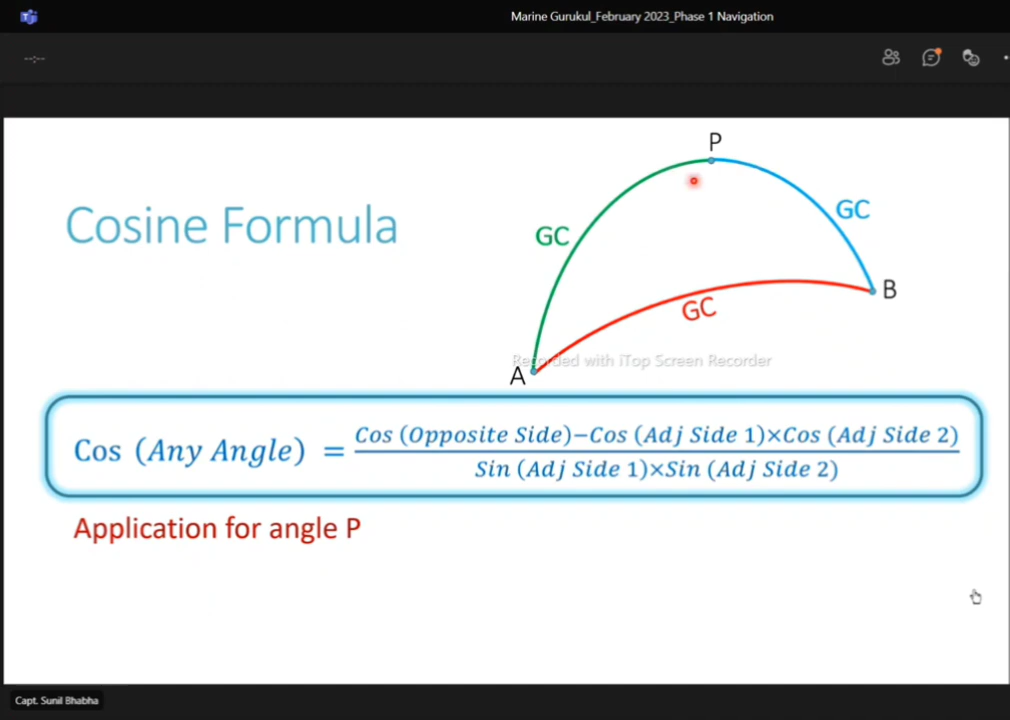 Marine Gurukul_February 2023_Phase 1 Navigation
--:--
P
Cosine Formula
GC
GC
B
GC
Recorded with iTop Screen Recorder
A
Cos (Any Angle) = Cos (Opposite Side)−Cos (Adj Side 1)×Cos (Adj Side 2)
Sin (Adj Side 1)×Sin (Adj Side 2)
Application for angle P
Capt. Sunil Bhabha